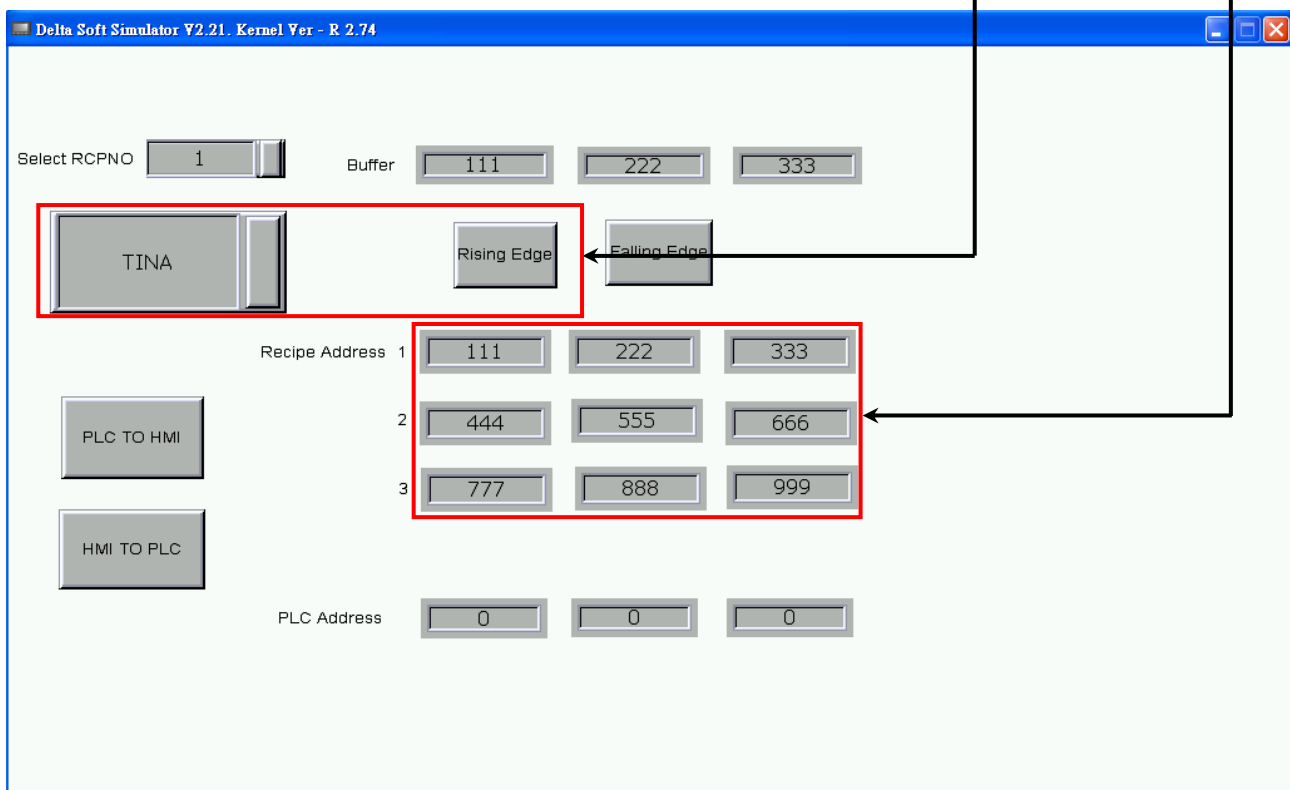 Delta Soft Simulator V2.21. Kernel Ver - R 2.74
Select RCPNO 1 Buffer 111 222 333
TINA Rising Edge Falling Edge
Recipe Address 1 111 222 333
2 444 555 666
PLC TO HMI
3 777 888 999
HMI TO PLC
PLC Address 0 0 0